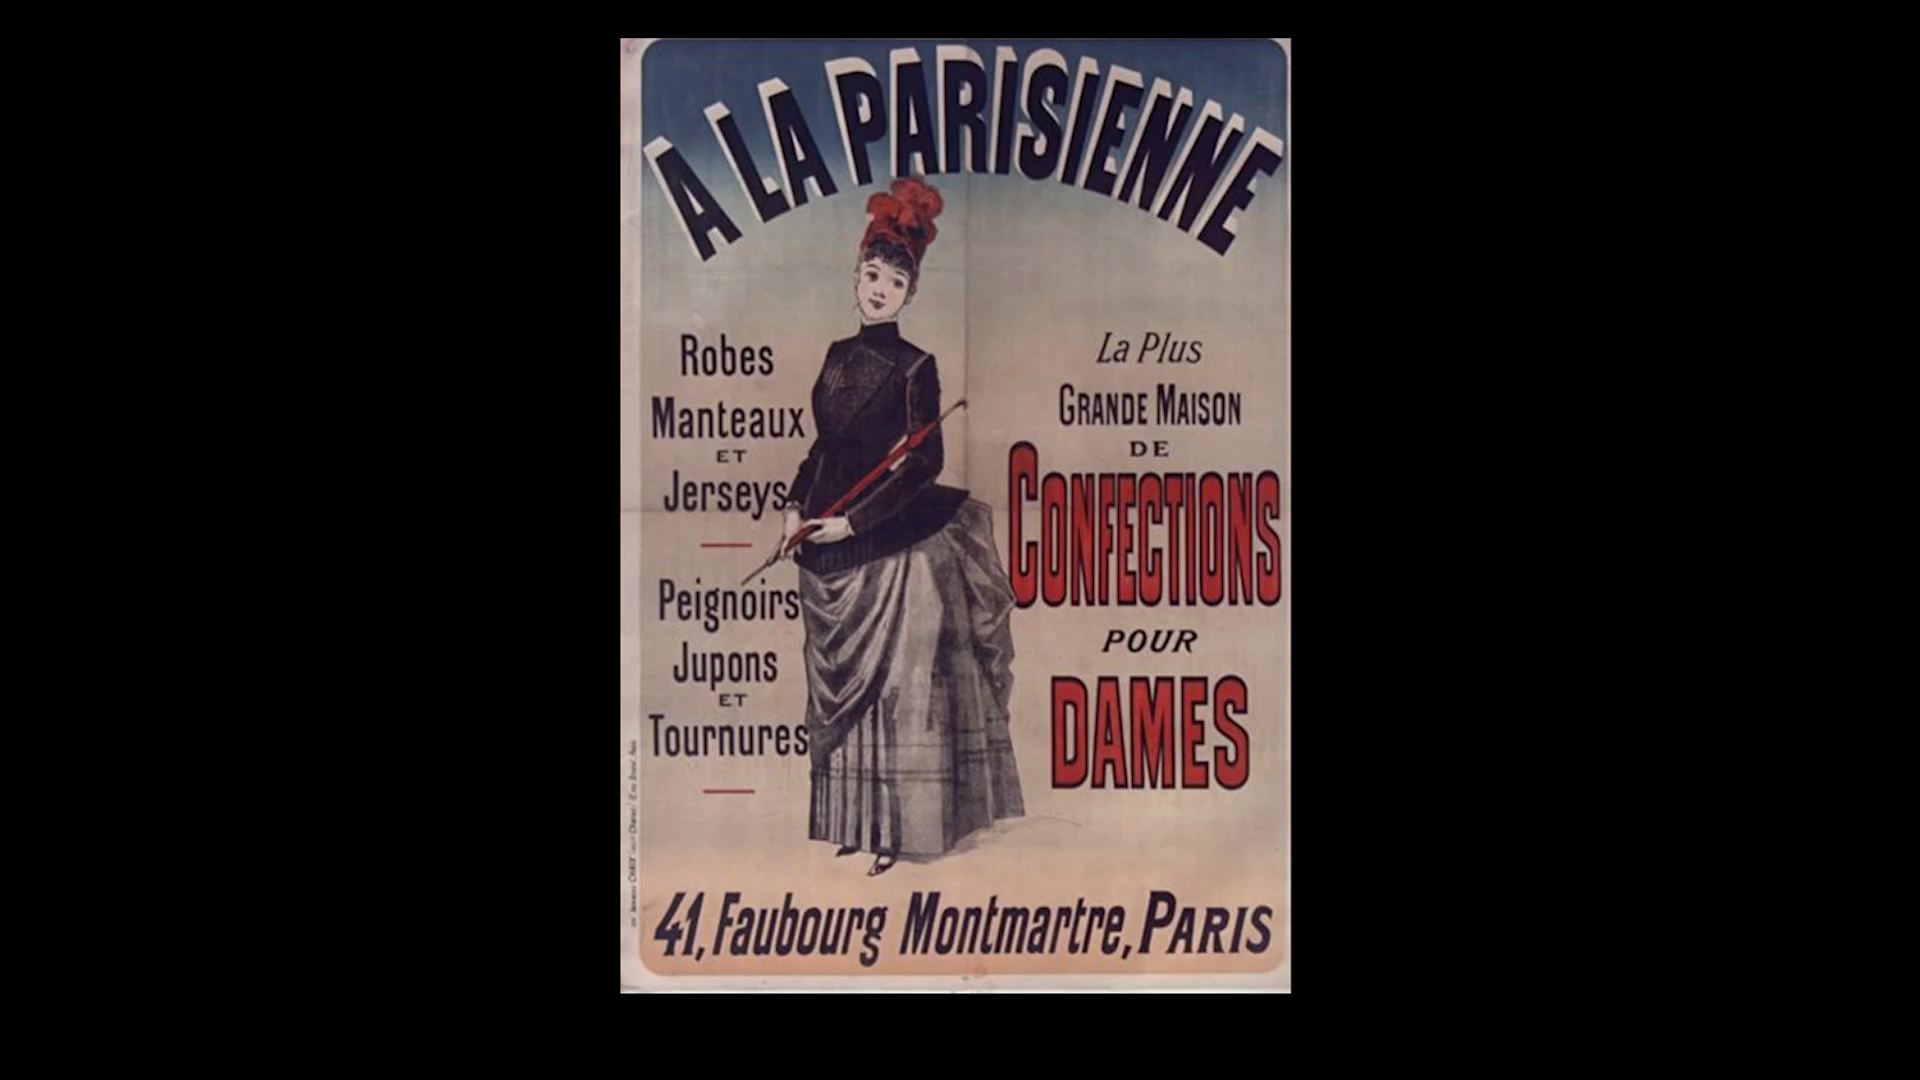 A LA PARISIENNE
Robes
Manteaux
ET
Jerseys
Peignoirs
Jupons
ET
Tournures
La Plus
GRANDE MAISON
DE
CONFECTIONS
POUR
DAMES
41, Faubourg Montmartre, PARIS